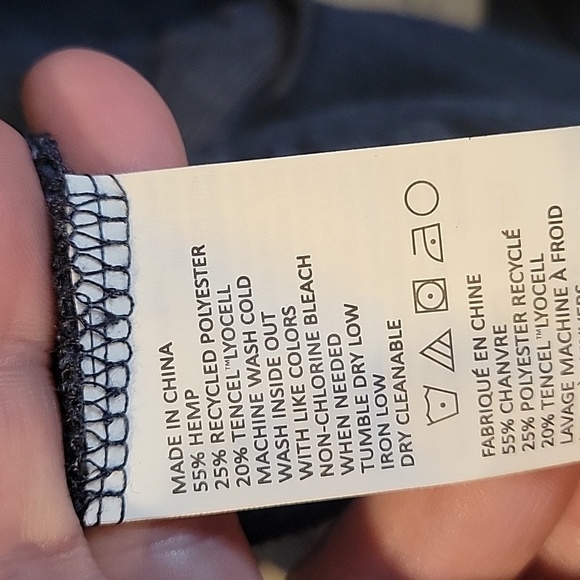 MADE IN CHINA
55% HEMP
25% RECYCLED POLYESTER
20% TENCEL™LYOCELL
MACHINE WASH COLD
WASH INSIDE OUT
WITH LIKE COLORS
NON-CHLORINE BLEACH
WHEN NEEDED
TUMBLE DRY LOW
IRON LOW
DRY CLEANABLE
FABRIQUÉ EN CHINE
55% CHANVRE
25% POLYESTER RECYCLÉ
20% TENCEL™LYOCELL
LAVAGE MACHINE À FROID